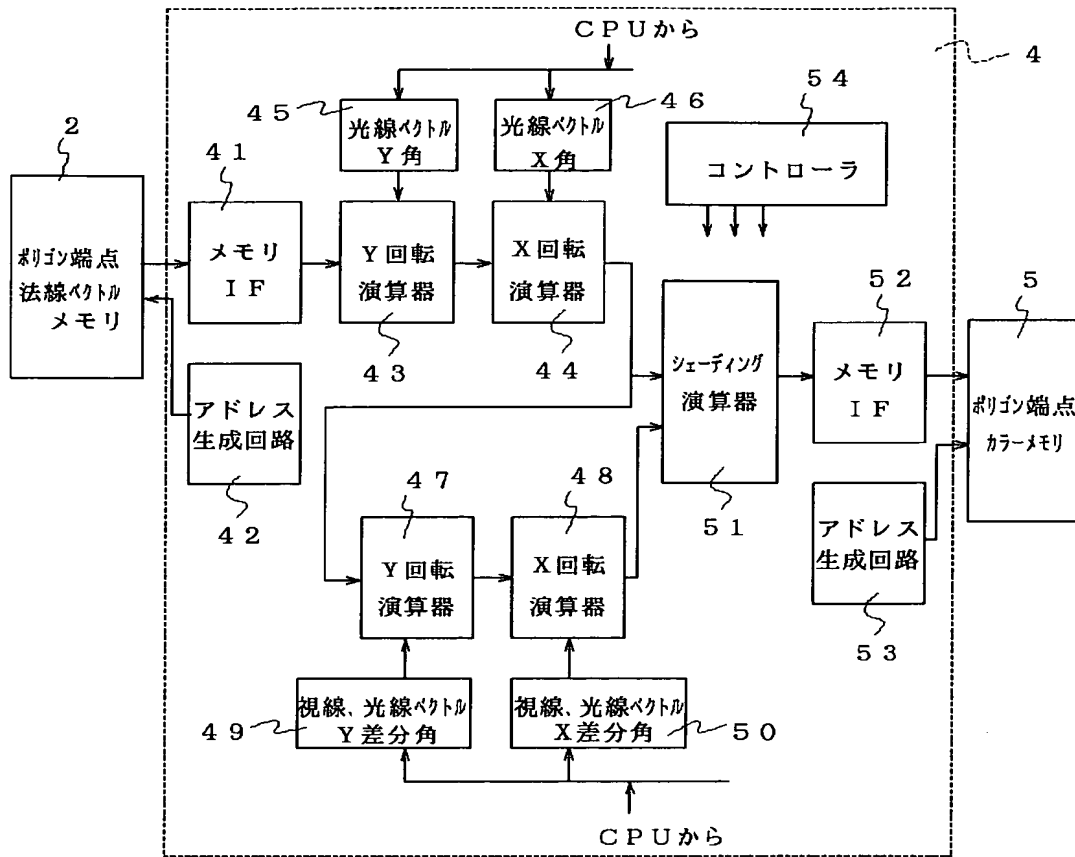 CPUから
4
45
光線ベクトル
Y角
46
光線ベクトル
X角
54
コントローラ
2
ポリゴン端点
法線ベクトル
メモリ
41
メモリ
IF
Y回転
演算器
43
X回転
演算器
44
シェーディング
演算器
51
52
メモリ
IF
5
ポリゴン端点
カラーメモリ
アドレス
生成回路
42
47
Y回転
演算器
48
X回転
演算器
アドレス
生成回路
53
49
視線、光線ベクトル
Y差分角
視線、光線ベクトル
X差分角
50
CPUから